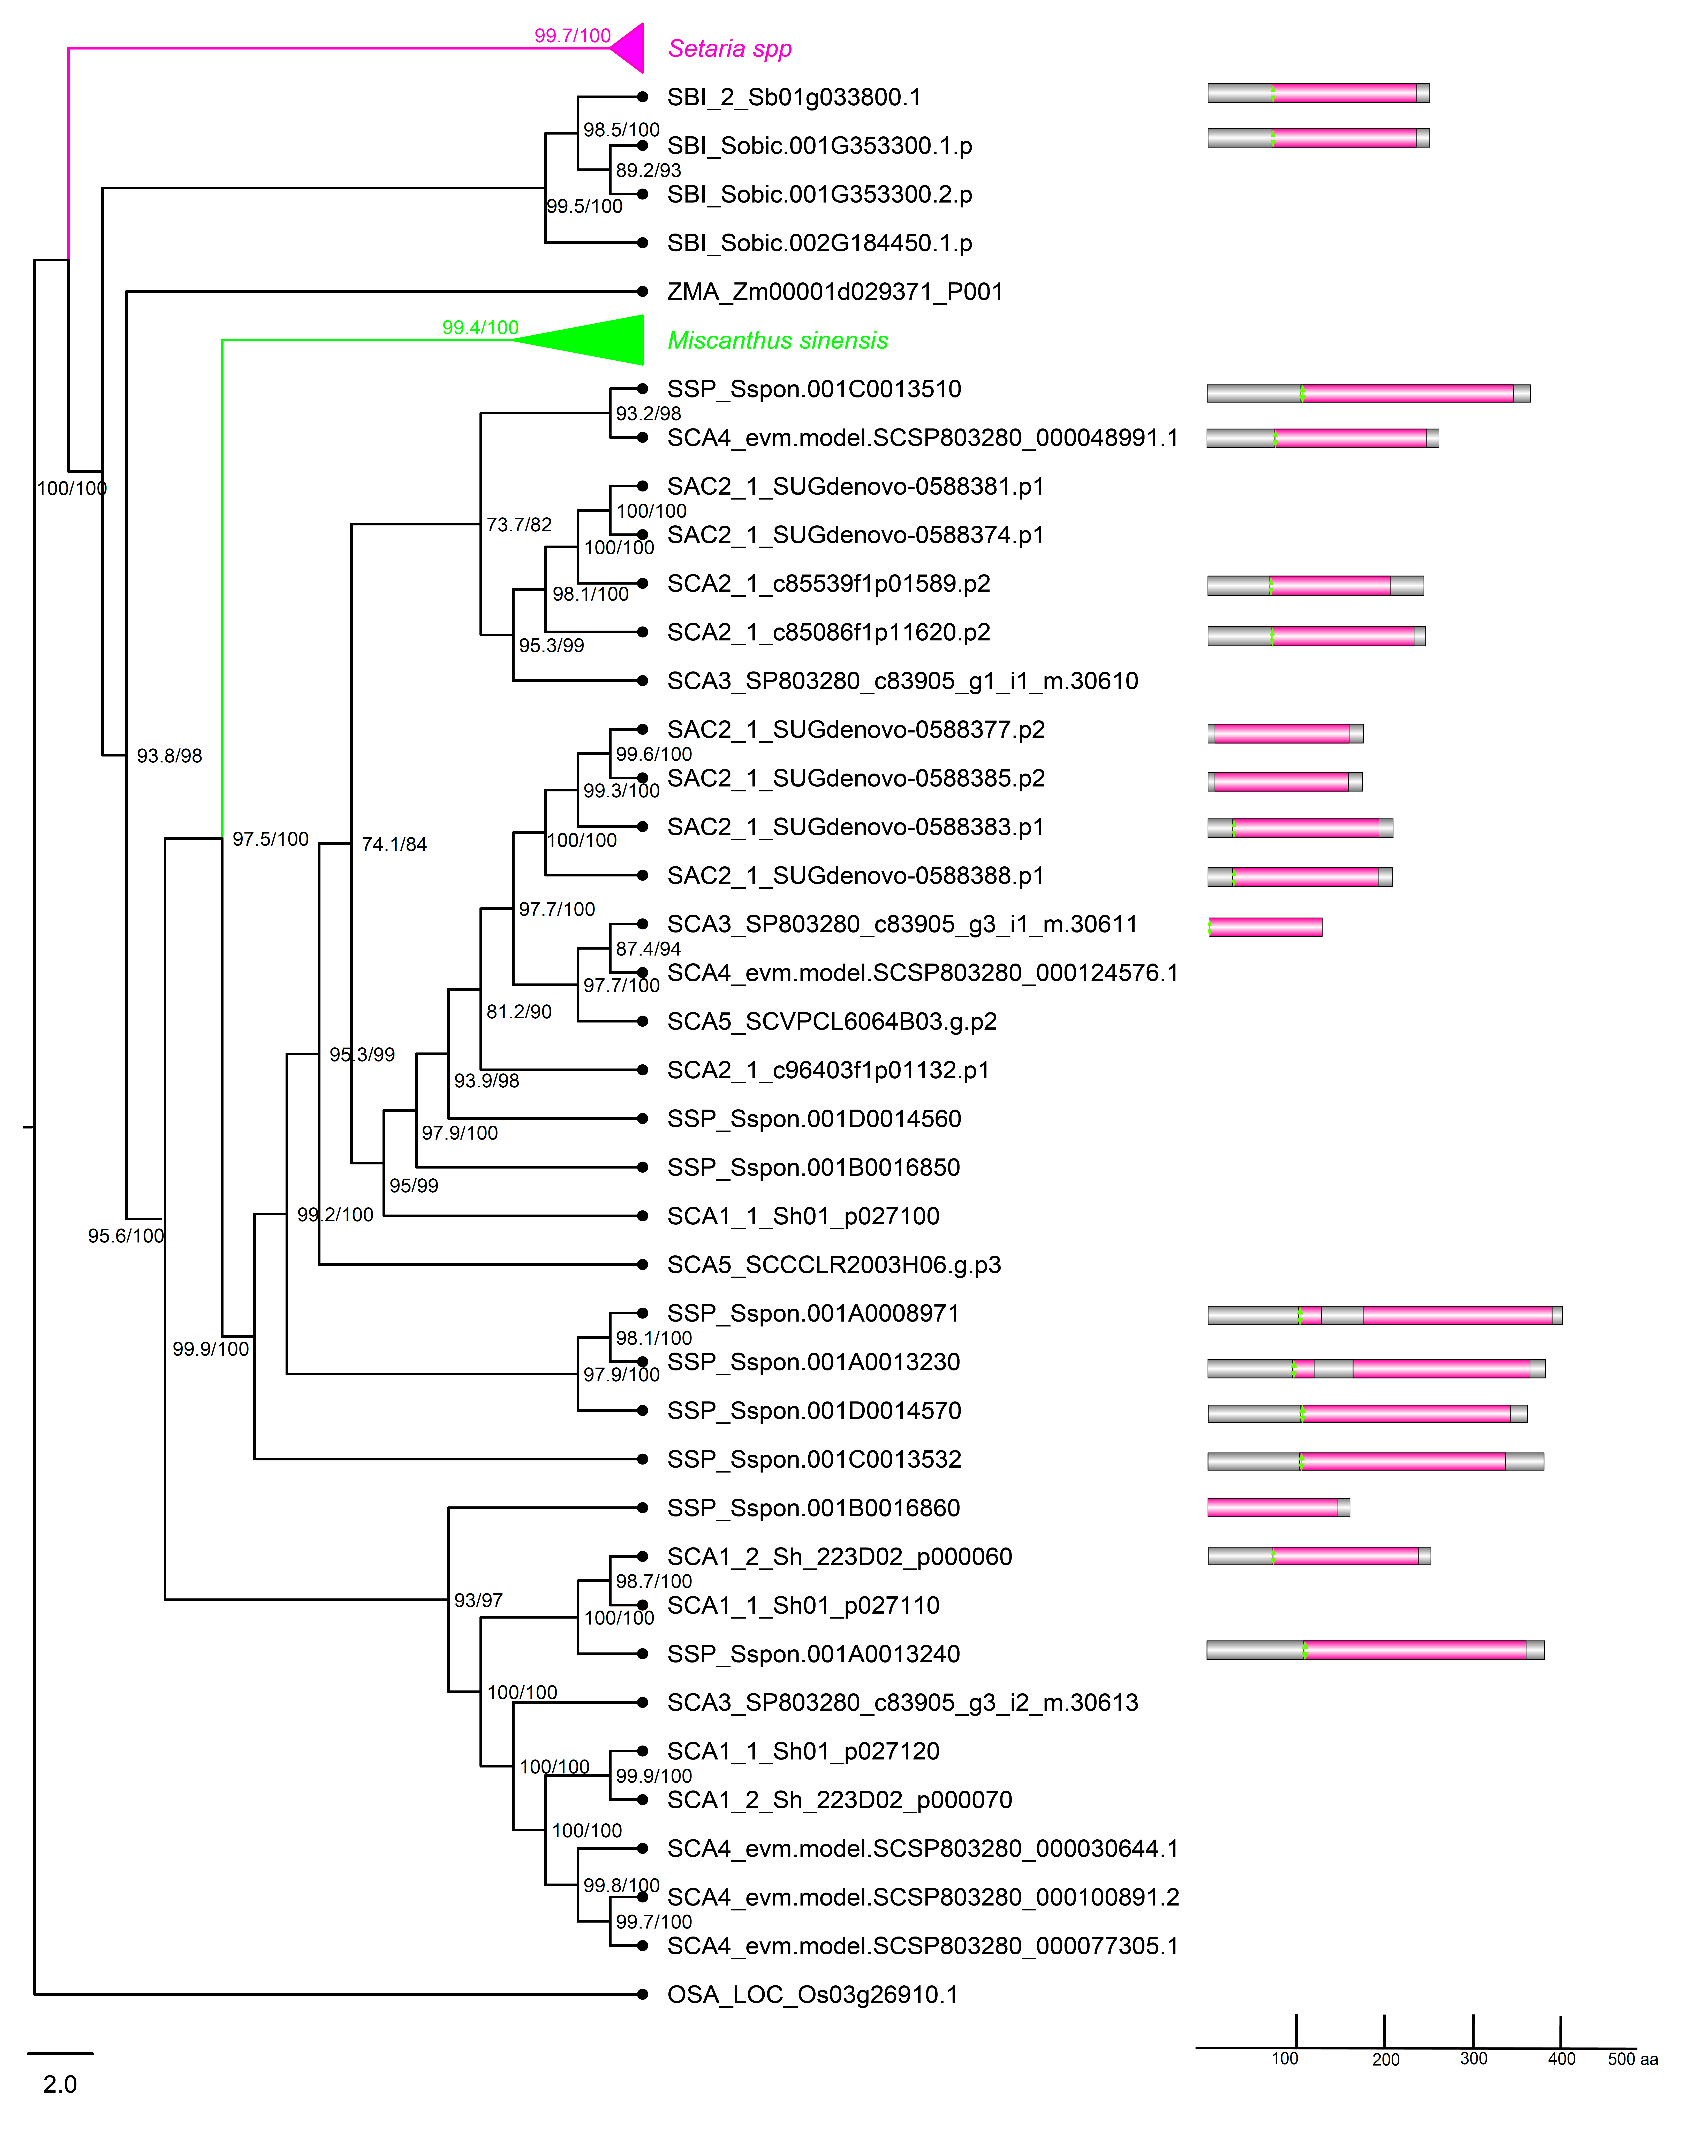 99.7/100
Setaria spp
SBI_2_Sb01g033800.1
98.5/100
SBI_Sobic.001G353300.1.p
89.2/93
SBI_Sobic.001G353300.2.p
99.5/100
SBI_Sobic.002G184450.1.p
ZMA_Zm00001d029371_P001
99.4/100
Miscanthus sinensis
SSP_Sspon.001C0013510
93.2/98
SCA4_evm.model.SCSP803280_000048991.1
SAC2_1_SUGdenovo-0588381.p1
100/100
100/100
73.7/82
SAC2_1_SUGdenovo-0588374.p1
100/100
SCA2_1_c85539f1p01589.p2
98.1/100
SCA2_1_c85086f1p11620.p2
95.3/99
SCA3_SP803280_c83905_g1_i1_m.30610
SAC2_1_SUGdenovo-0588377.p2
93.8/98
99.6/100
SAC2_1_SUGdenovo-0588385.p2
99.3/100
SAC2_1_SUGdenovo-0588383.p1
97.5/100
74.1/84
100/100
SAC2_1_SUGdenovo-0588388.p1
97.7/100
SCA3_SP803280_c83905_g3_i1_m.30611
87.4/94
SCA4_evm.model.SCSP803280_000124576.1
97.7/100
81.2/90
SCA5_SCVPCL6064B03.g.p2
95.3/99
SCA2_1_c96403f1p01132.p1
93.9/98
SSP_Sspon.001D0014560
97.9/100
SSP_Sspon.001B0016850
95/99
99.2/100
SCA1_1_Sh01_p027100
95.6/100
SCA5_SCCCLR2003H06.g.p3
SSP_Sspon.001A0008971
99.9/100
98.1/100
SSP_Sspon.001A0013230
97.9/100
SSP_Sspon.001D0014570
SSP_Sspon.001C0013532
SSP_Sspon.001B0016860
SCA1_2_Sh_223D02_p000060
98.7/100
93/97
SCA1_1_Sh01_p027110
100/100
SSP_Sspon.001A0013240
100/100
SCA3_SP803280_c83905_g3_i2_m.30613
SCA1_1_Sh01_p027120
100/100
99.9/100
SCA1_2_Sh_223D02_p000070
100/100
SCA4_evm.model.SCSP803280_000030644.1
99.8/100
SCA4_evm.model.SCSP803280_000100891.2
99.7/100
SCA4_evm.model.SCSP803280_000077305.1
OSA_LOC_Os03g26910.1
100 200 300 400 500 aa
2.0